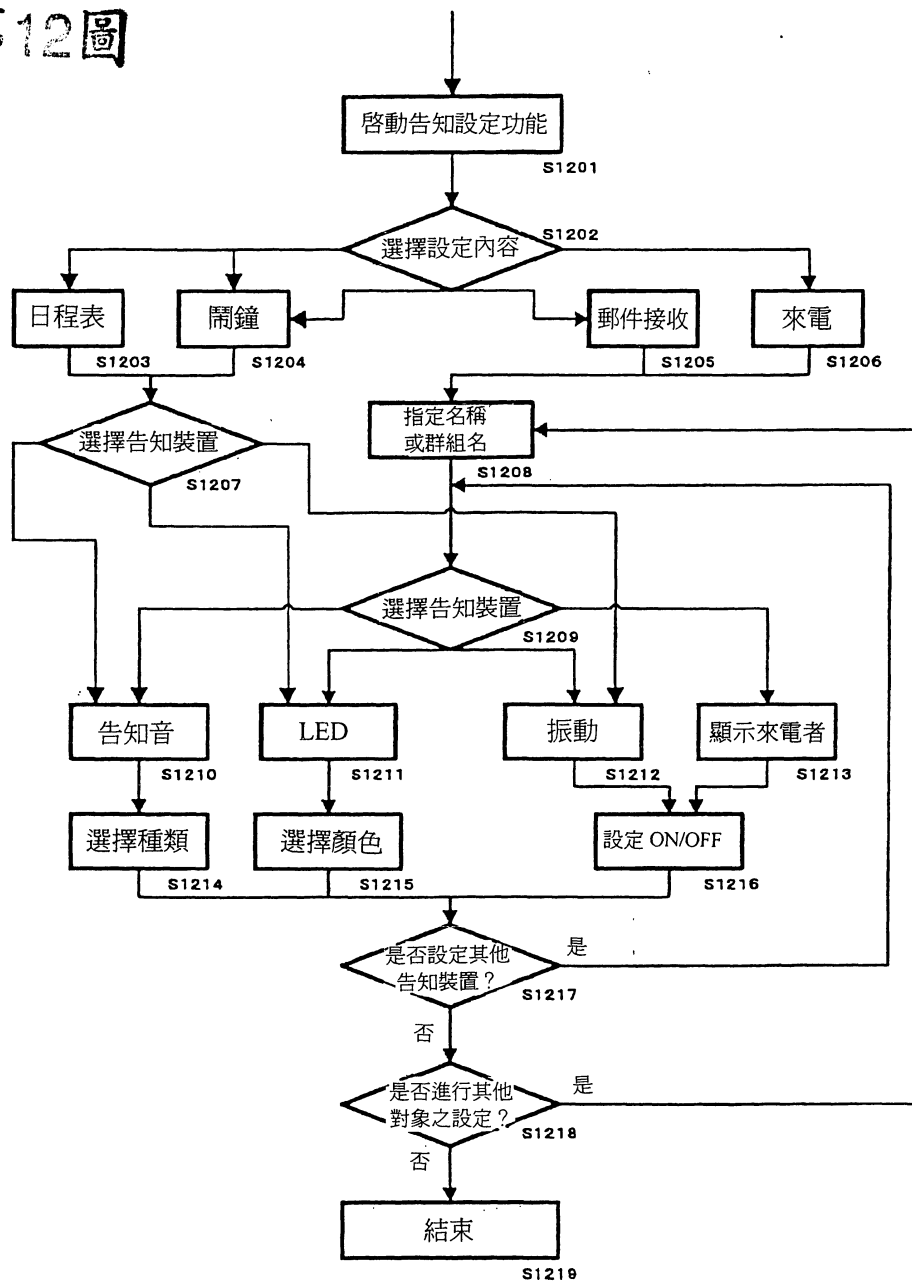 12圖
啓動告知設定功能
S1201
選擇設定內容
S1202
日程表
S1203
鬧鐘
S1204
郵件接收
S1205
來電
S1206
選擇告知裝置
S1207
指定名稱
或群組名
S1208
選擇告知裝置
S1209
告知音
S1210
LED
S1211
振動
S1212
顯示來電者
S1213
選擇種類
S1214
選擇顏色
S1215
設定 ON/OFF
S1216
是否設定其他
告知裝置？
是
S1217
否
是否進行其他
對象之設定？
是
S1218
否
結束
S1219